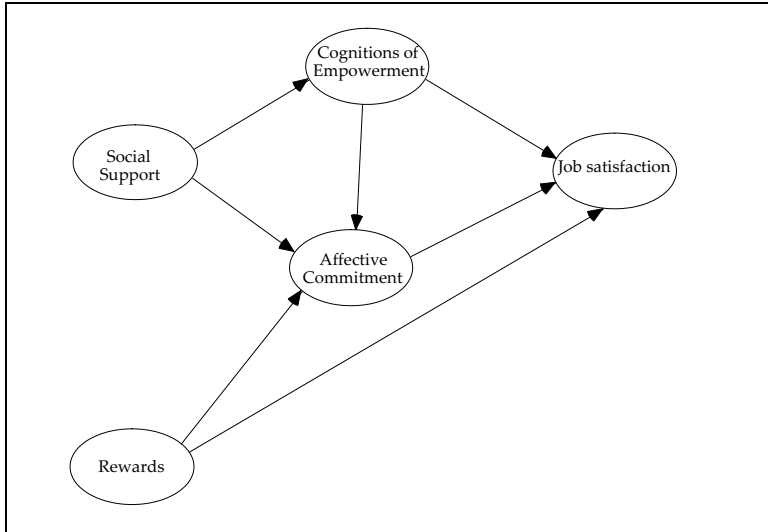 Cognitions of
Empowerment
Social
Support
Job satisfaction
Affective
Commitment
Rewards